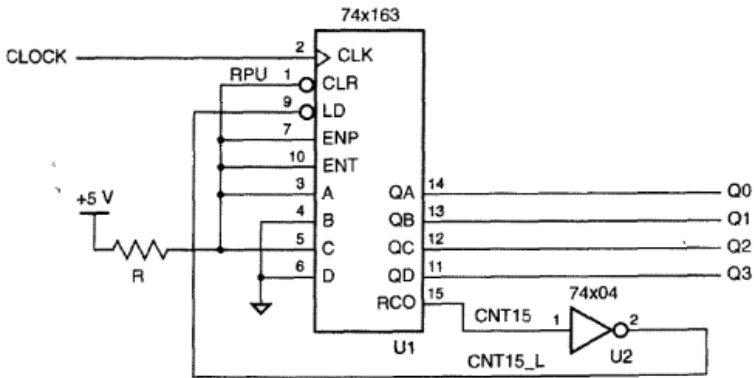 74x163
CLOCK
2
CLK
RPU
1
CLR
9
LD
7
ENP
10
ENT
3
A
QA
14
Q0
+5 V
4
B
QB
13
Q1
5
C
QC
12
Q2
R
6
D
QD
11
Q3
RCO
15
74x04
CNT15
1
2
U1
CNT15_L
U2